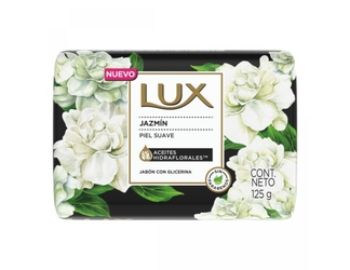 NUEVO
LUX
JAZMÍN
PIEL SUAVE
ACEITES
HIDRAFLORALES™
JABÓN CON GLICERINA
CONT.
NETO
125 g